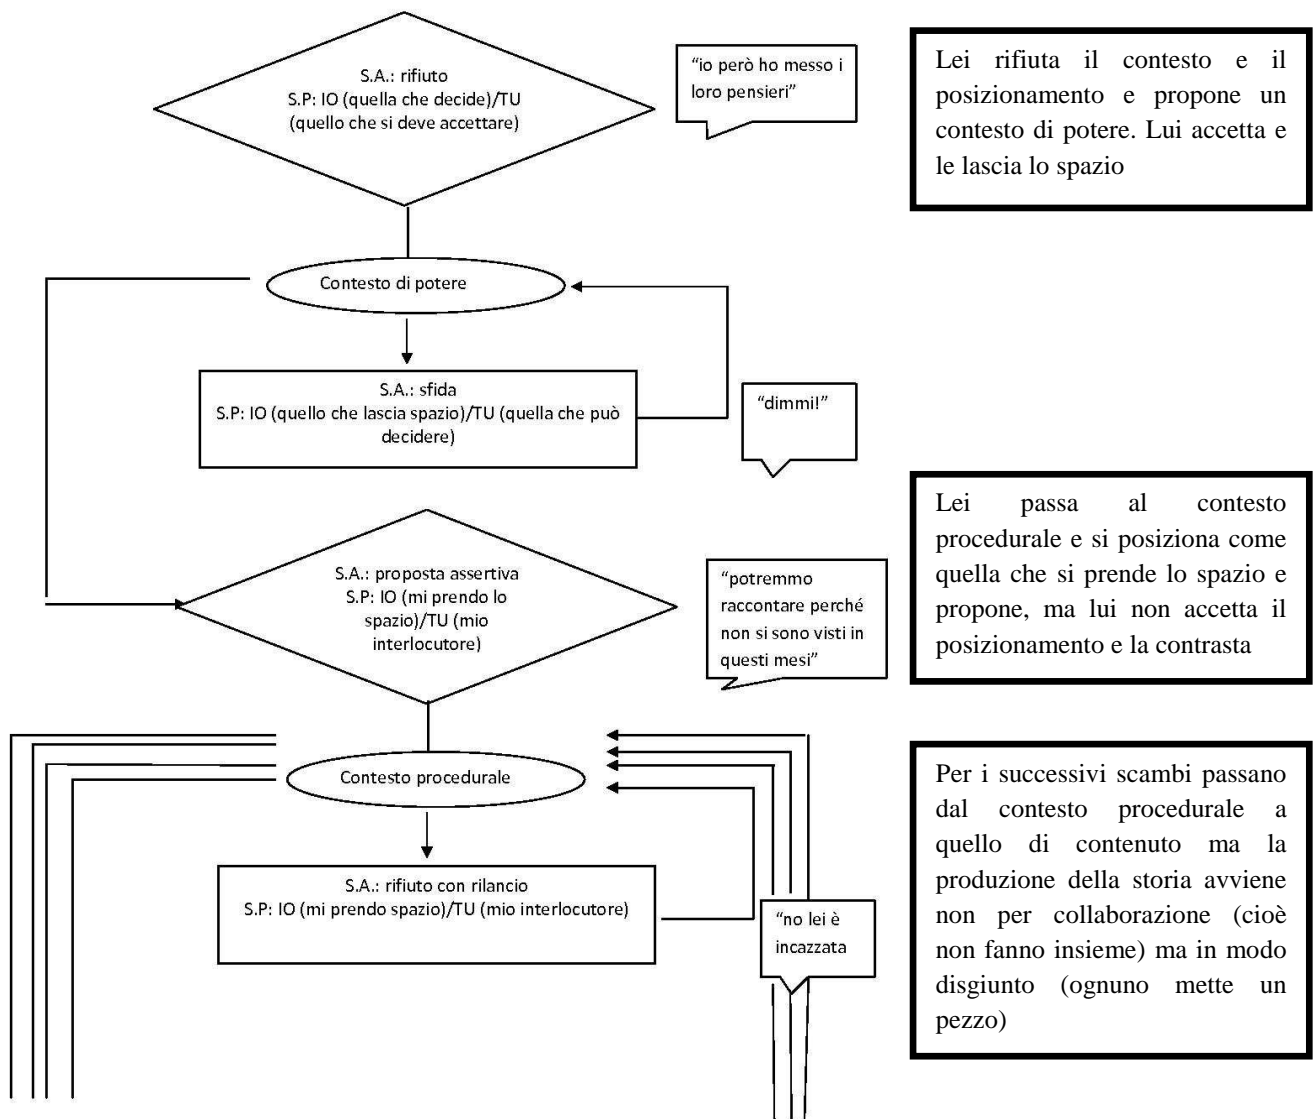 S.A.: rifiuto
S.P: IO (quella che decide)/TU
(quello che si deve accettare)
“io però ho messo i
loro pensieri”
Lei rifiuta il contesto e il
posizionamento e propone un
contesto di potere. Lui accetta e
le lascia lo spazio
Contesto di potere
S.A.: sfida
S.P: IO (quello che lascia spazio)/TU (quella che può
decidere)
“dimmi!”
Lei passa al contesto
procedurale e si posiziona come
quella che si prende lo spazio e
propone, ma lui non accetta il
posizionamento e la contrasta
S.A.: proposta assertiva
S.P: IO (mi prendo lo
spazio)/TU (mio
interlocutore)
“potremmo
raccontare perché
non si sono visti in
questi mesi”
Contesto procedurale
S.A.: rifiuto con rilancio
S.P: IO (mi prendo spazio)/TU (mio interlocutore)
“no lei è
incazzata
Per i successivi scambi passano
dal contesto procedurale a
quello di contenuto ma la
produzione della storia avviene
non per collaborazione (cioè
non fanno insieme) ma in modo
disgiunto (ognuno mette un
pezzo)